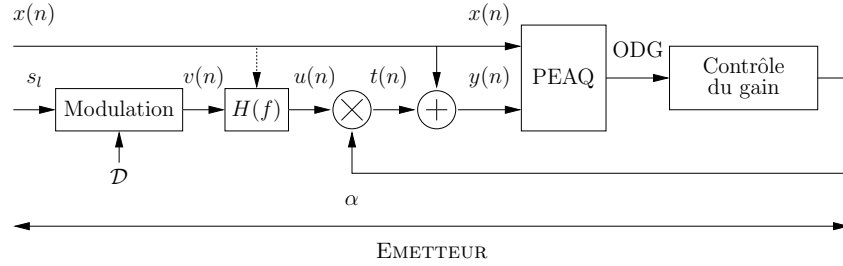 x(n)
x(n)
s_l
v(n)
u(n)
t(n)
y(n)
ODG
Modulation
H(f)
PEAQ
Contrôle
du gain
𝒟
α
EMETTEUR